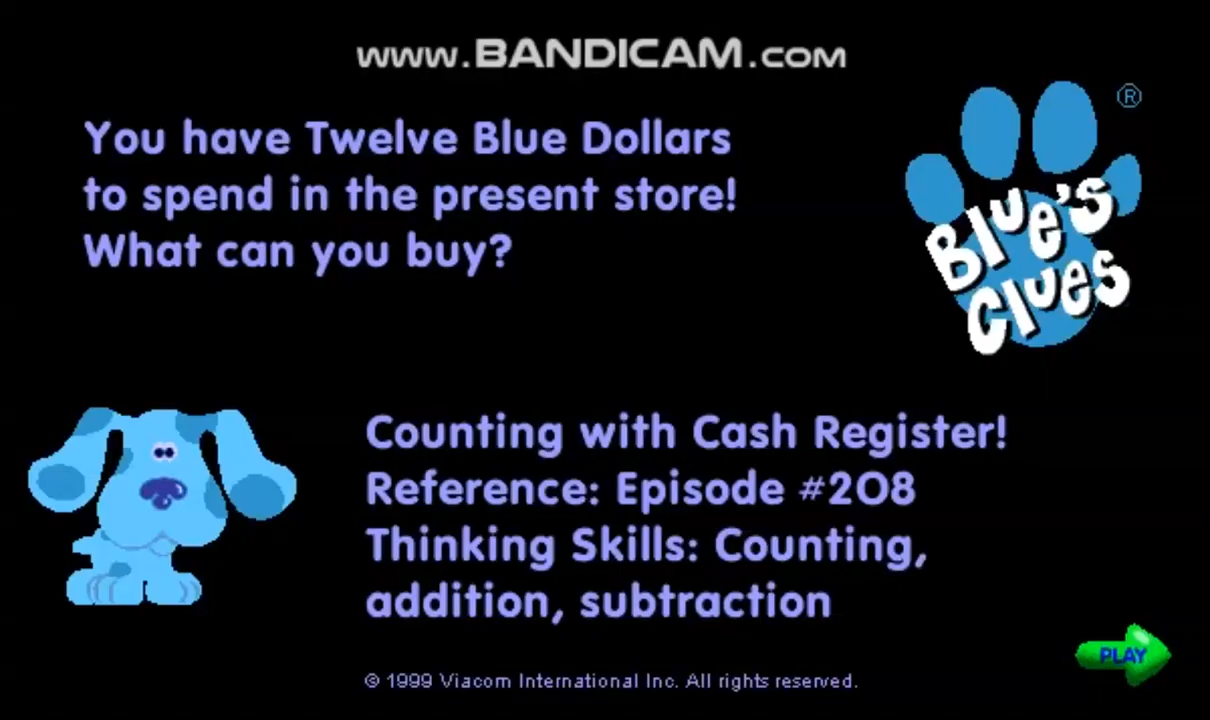 www.BANDICAM.com
You have Twelve Blue Dollars
to spend in the present store!
What can you buy?
®
Blue's
Clues
Counting with Cash Register!
Reference: Episode #208
Thinking Skills: Counting,
addition, subtraction
PLAY
© 1999 Viacom International Inc. All rights reserved.